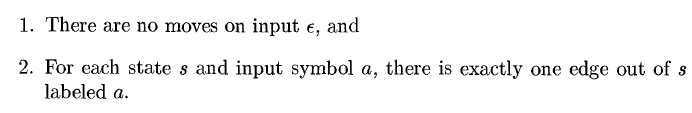 1. There are no moves on input ϵ, and
2. For each state s and input symbol a, there is exactly one edge out of s
labeled a.